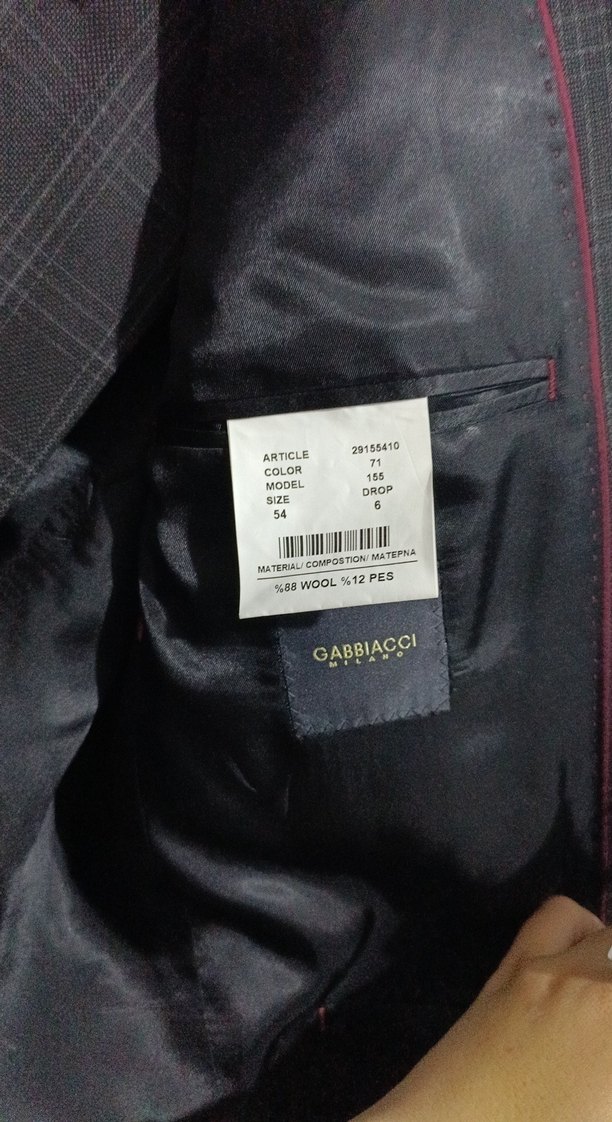 ARTICLE 29155410
COLOR 71
MODEL 155
SIZE DROP
54 6
MATERIAL/ COMPOSTION/ MATEPNA
%88 WOOL %12 PES
GABBIACCI
MILANO